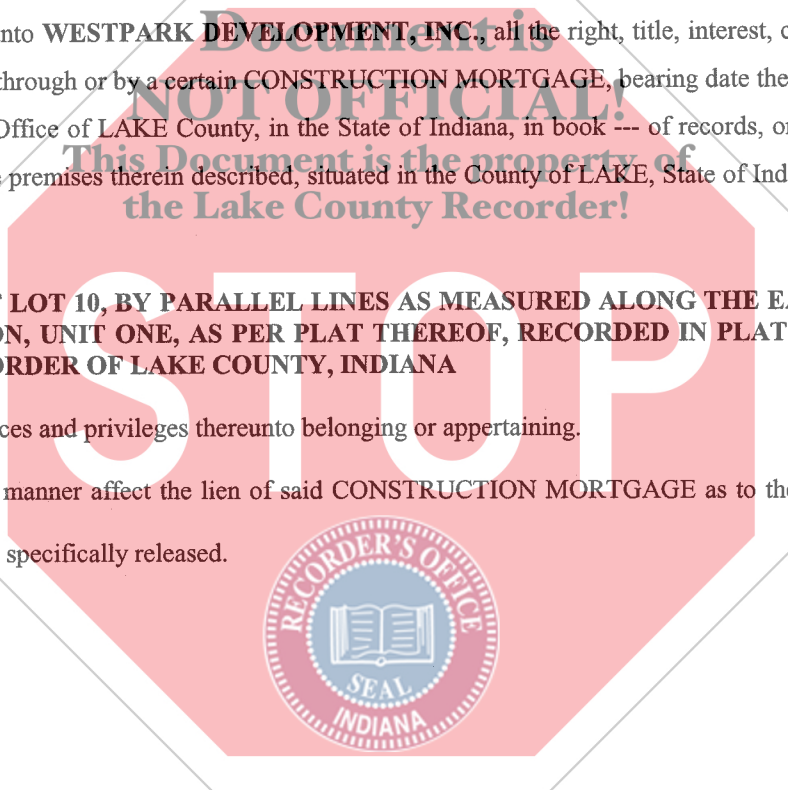 Document is
nto WESTPARK DEVELOPMENT, INC., all the right, title, interest, c
through or by a certain CONSTRUCTION MORTGAGE, bearing date the
NOT OFFICIAL!
Office of LAKE County, in the State of Indiana, in book --- of records, o
This Document is the property of
premises therein described, situated in the County of LAKE, State of Ind
the Lake County Recorder!
LOT 10, BY PARALLEL LINES AS MEASURED ALONG THE EA
ON, UNIT ONE, AS PER PLAT THEREOF, RECORDED IN PLAT
ORDER OF LAKE COUNTY, INDIANA
STOP
ces and privileges thereunto belonging or appertaining.
manner affect the lien of said CONSTRUCTION MORTGAGE as to the
specifically released.
RECORDER'S OFFICE
SEAL
INDIANA